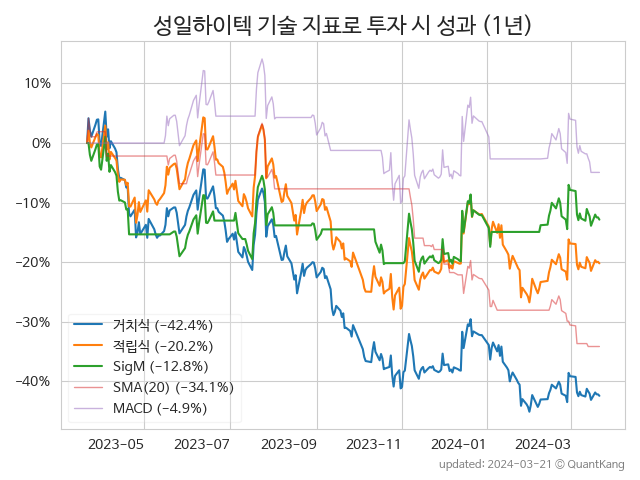 성일하이텍 기술 지표로 투자 시 성과 (1년)
10%
0%
−10%
−20%
−30%
−40%
거치식 (−42.4%)
적립식 (−20.2%)
SigM (−12.8%)
SMA(20) (−34.1%)
MACD (−4.9%)
2023-05 2023-07 2023-09 2023-11 2024-01 2024-03
updated: 2024-03-21 © QuantKang